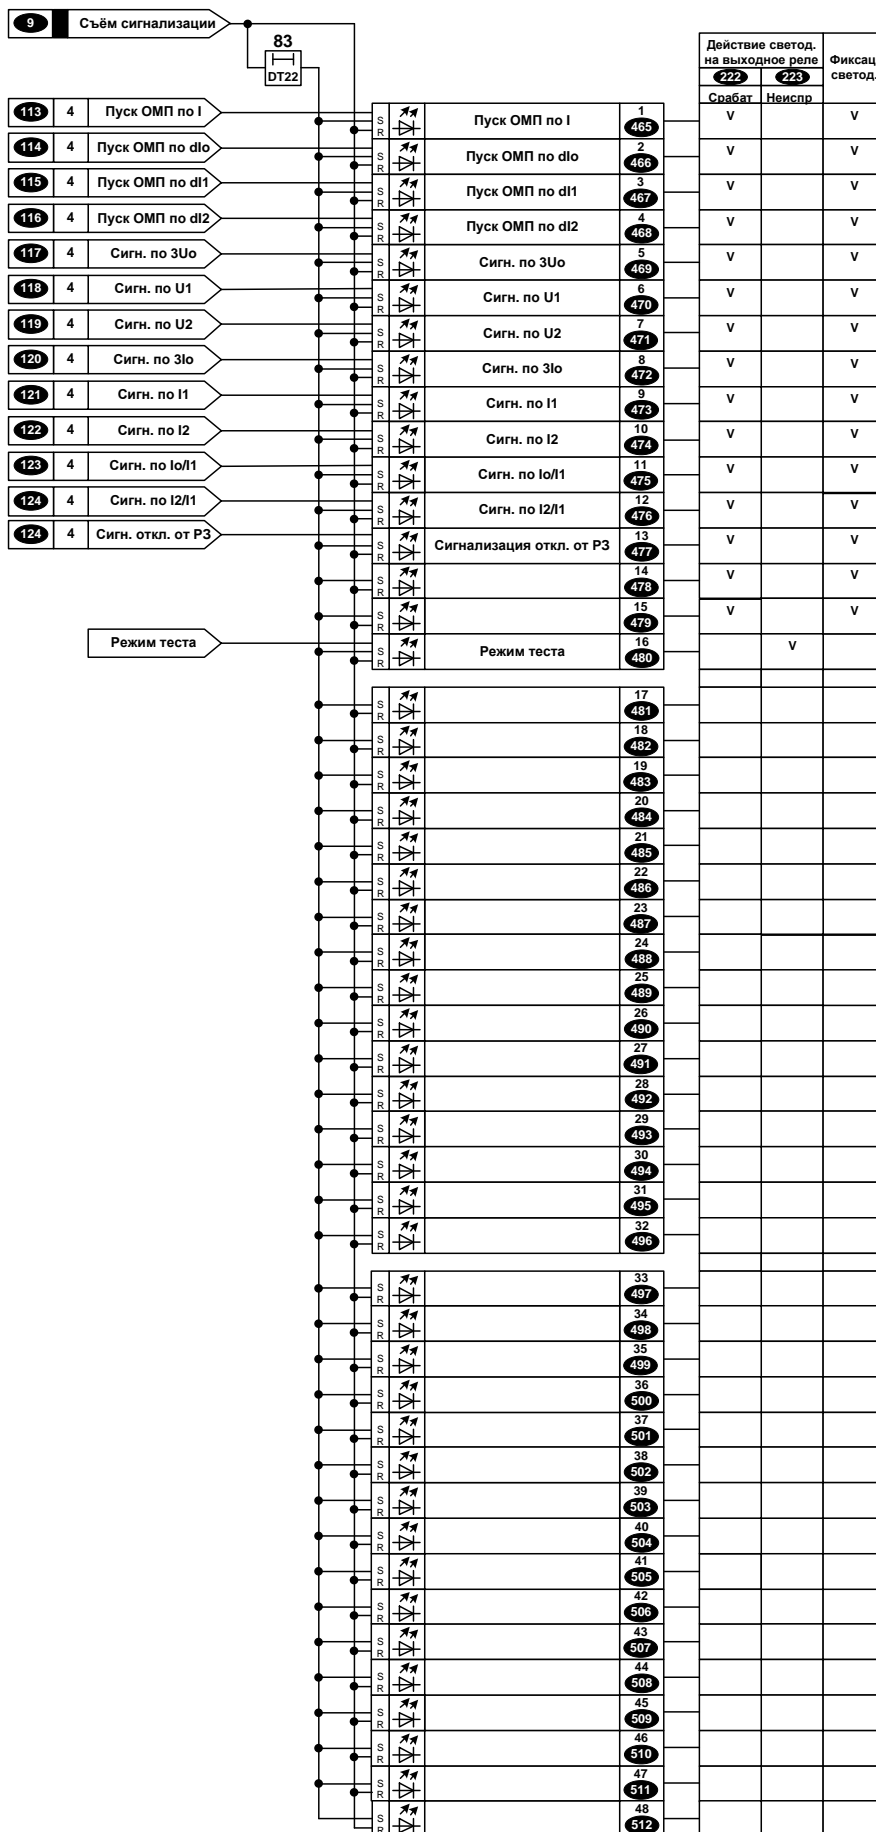 9 Съём сигнализации
83
DT22
Действие светод. на выходное реле
Фиксац светод.
222 223
Срабат Неиспр
113 4 Пуск ОМП по I S R Пуск ОМП по I 1 465 V V
114 4 Пуск ОМП по dIo S R Пуск ОМП по dIo 2 466 V V
115 4 Пуск ОМП по dI1 S R Пуск ОМП по dI1 3 467 V V
116 4 Пуск ОМП по dI2 S R Пуск ОМП по dI2 4 468 V V
117 4 Сигн. по 3Uo S R Сигн. по 3Uo 5 469 V V
118 4 Сигн. по U1 S R Сигн. по U1 6 470 V V
119 4 Сигн. по U2 S R Сигн. по U2 7 471 V V
120 4 Сигн. по 3Io S R Сигн. по 3Io 8 472 V V
121 4 Сигн. по I1 S R Сигн. по I1 9 473 V V
122 4 Сигн. по I2 S R Сигн. по I2 10 474 V V
123 4 Сигн. по Io/I1 S R Сигн. по Io/I1 11 475 V V
124 4 Сигн. по I2/I1 S R Сигн. по I2/I1 12 476 V V
124 4 Сигн. откл. от РЗ S R Сигнализация откл. от РЗ 13 477 V V
S R 14 478 V V
S R 15 479 V V
Режим теста S R Режим теста 16 480 V
S R 17 481
S R 18 482
S R 19 483
S R 20 484
S R 21 485
S R 22 486
S R 23 487
S R 24 488
S R 25 489
S R 26 490
S R 27 491
S R 28 492
S R 29 493
S R 30 494
S R 31 495
S R 32 496
S R 33 497
S R 34 498
S R 35 499
S R 36 500
S R 37 501
S R 38 502
S R 39 503
S R 40 504
S R 41 505
S R 42 506
S R 43 507
S R 44 508
S R 45 509
S R 46 510
S R 47 511
S R 48 512